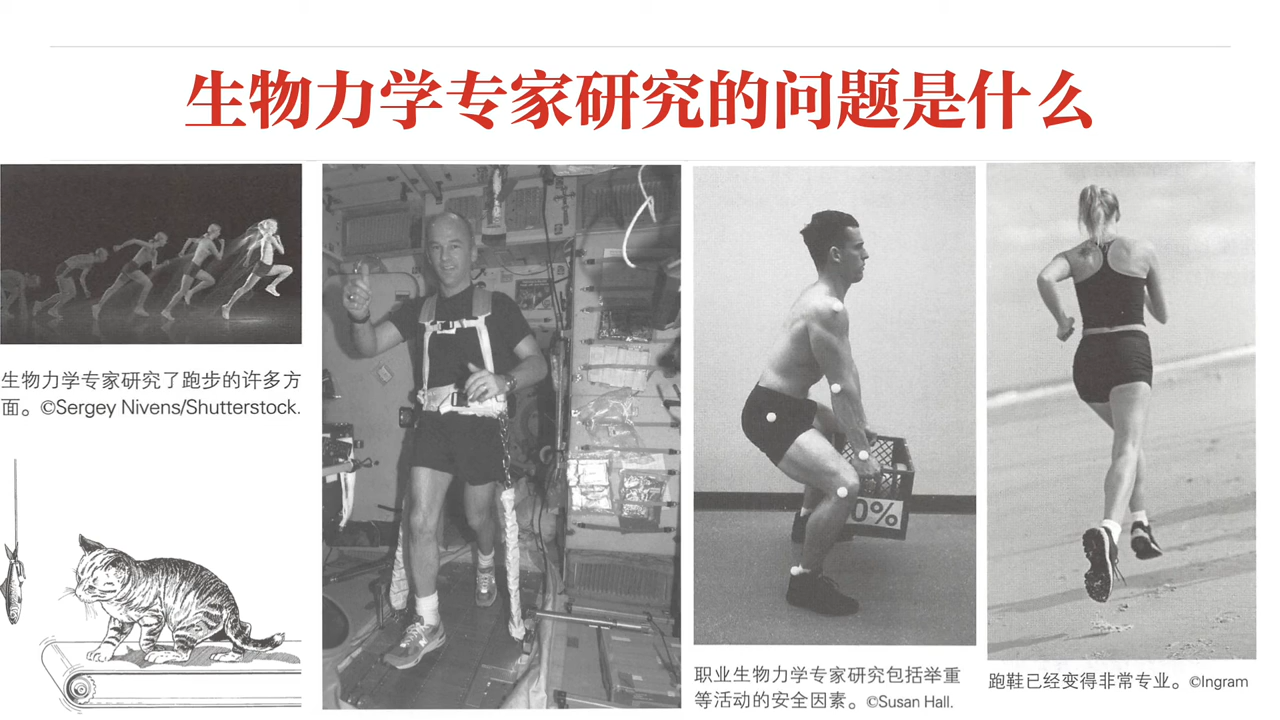 生物力学专家研究的问题是什么
生物力学专家研究了跑步的许多方
面。©Sergey Nivens/Shutterstock.
0%
职业生物力学专家研究包括举重
等活动的安全因素。©Susan Hall.
跑鞋已经变得非常专业。©Ingram